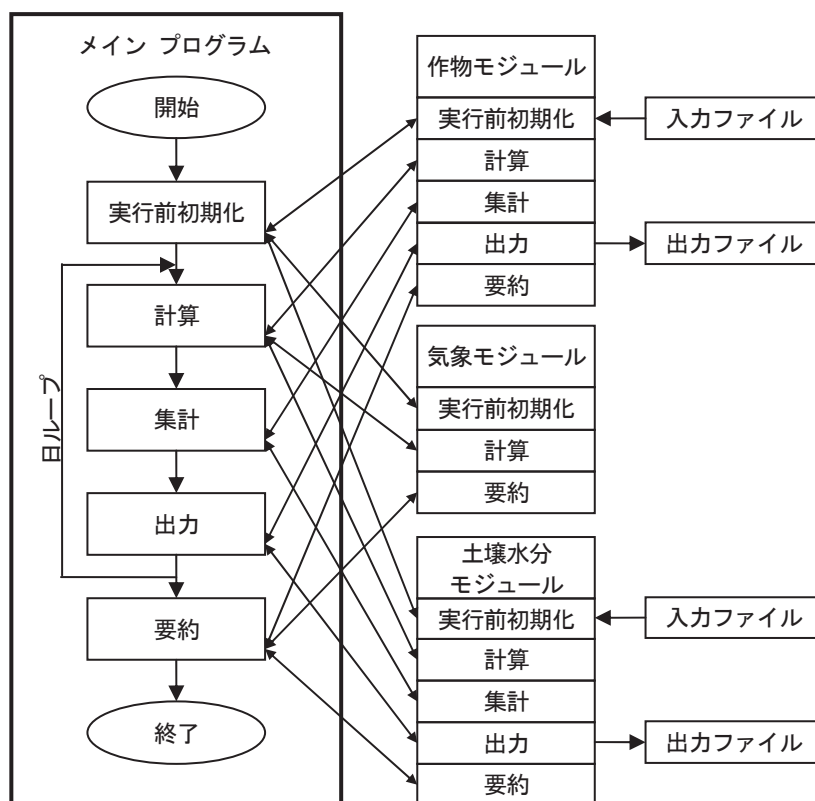 メイン プログラム
開始
実行前初期化
計算
集計
出力
要約
終了
日ループ
作物モジュール
実行前初期化
計算
集計
出力
要約
入力ファイル
出力ファイル
気象モジュール
実行前初期化
計算
要約
土壌水分
モジュール
実行前初期化
計算
集計
出力
要約
入力ファイル
出力ファイル